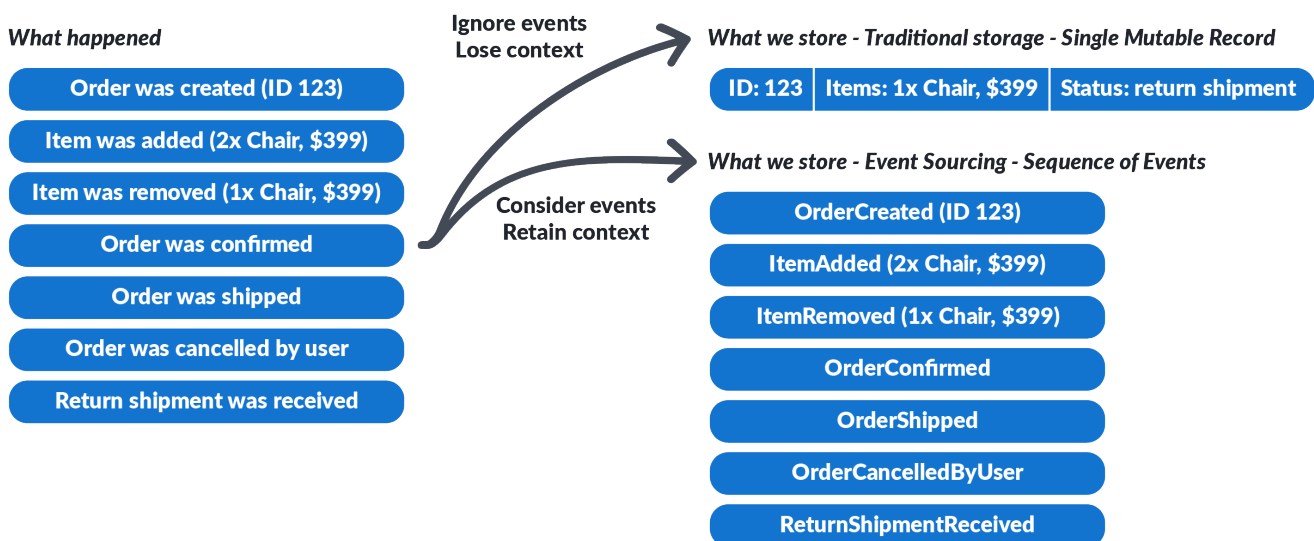 What happened
Order was created (ID 123)
Item was added (2x Chair, $399)
Item was removed (1x Chair, $399)
Order was confirmed
Order was shipped
Order was cancelled by user
Return shipment was received
Ignore events
Lose context
Consider events
Retain context
What we store - Traditional storage - Single Mutable Record
ID: 123 Items: 1x Chair, $399 Status: return shipment
What we store - Event Sourcing - Sequence of Events
OrderCreated (ID 123)
ItemAdded (2x Chair, $399)
ItemRemoved (1x Chair, $399)
OrderConfirmed
OrderShipped
OrderCancelledByUser
ReturnShipmentReceived